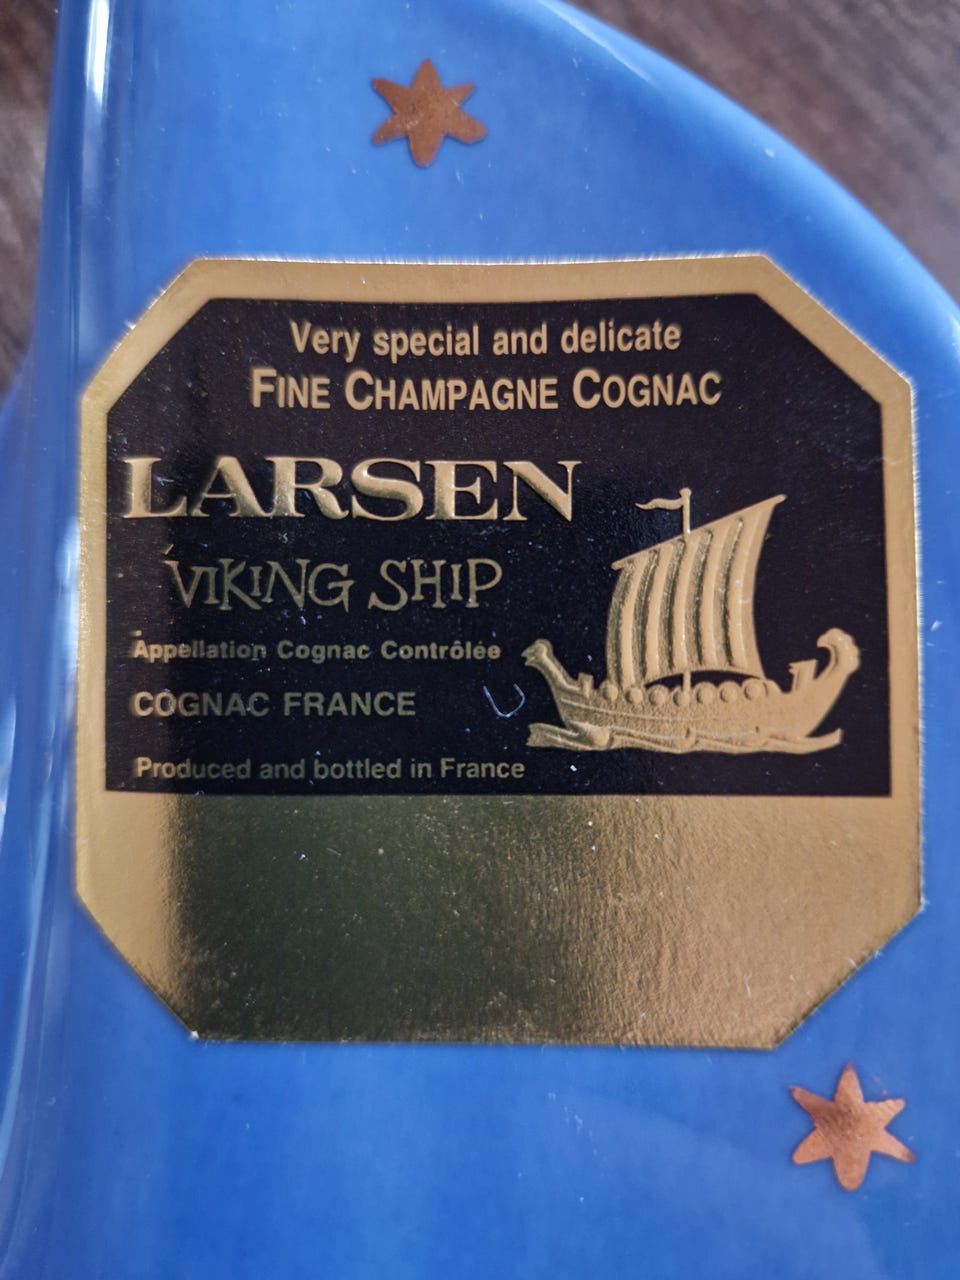 Very special and delicate
FINE CHAMPAGNE COGNAC
LARSEN
VIKING SHIP
Appellation Cognac Contrôlée
COGNAC FRANCE
Produced and bottled in France